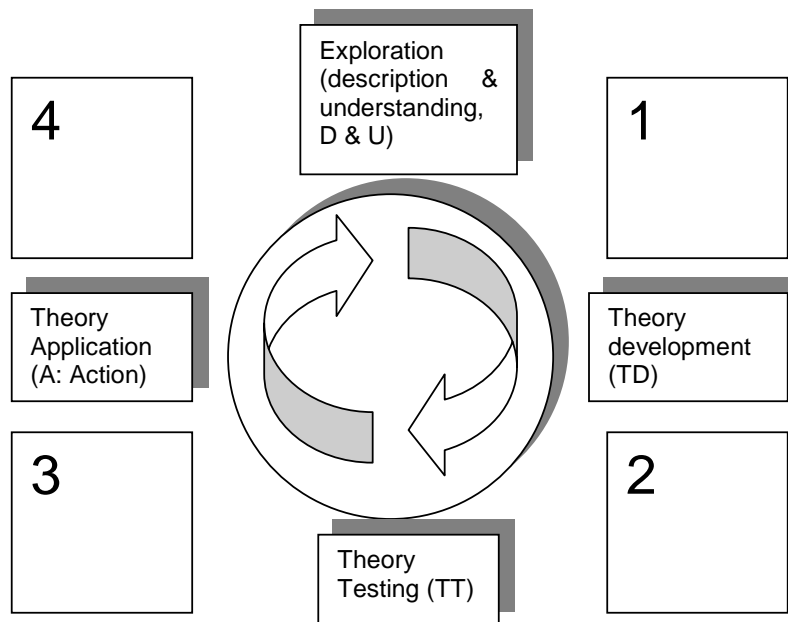 Exploration
(description &
understanding,
D & U)
4
1
Theory
Application
(A: Action)
Theory
development
(TD)
3
2
Theory
Testing (TT)